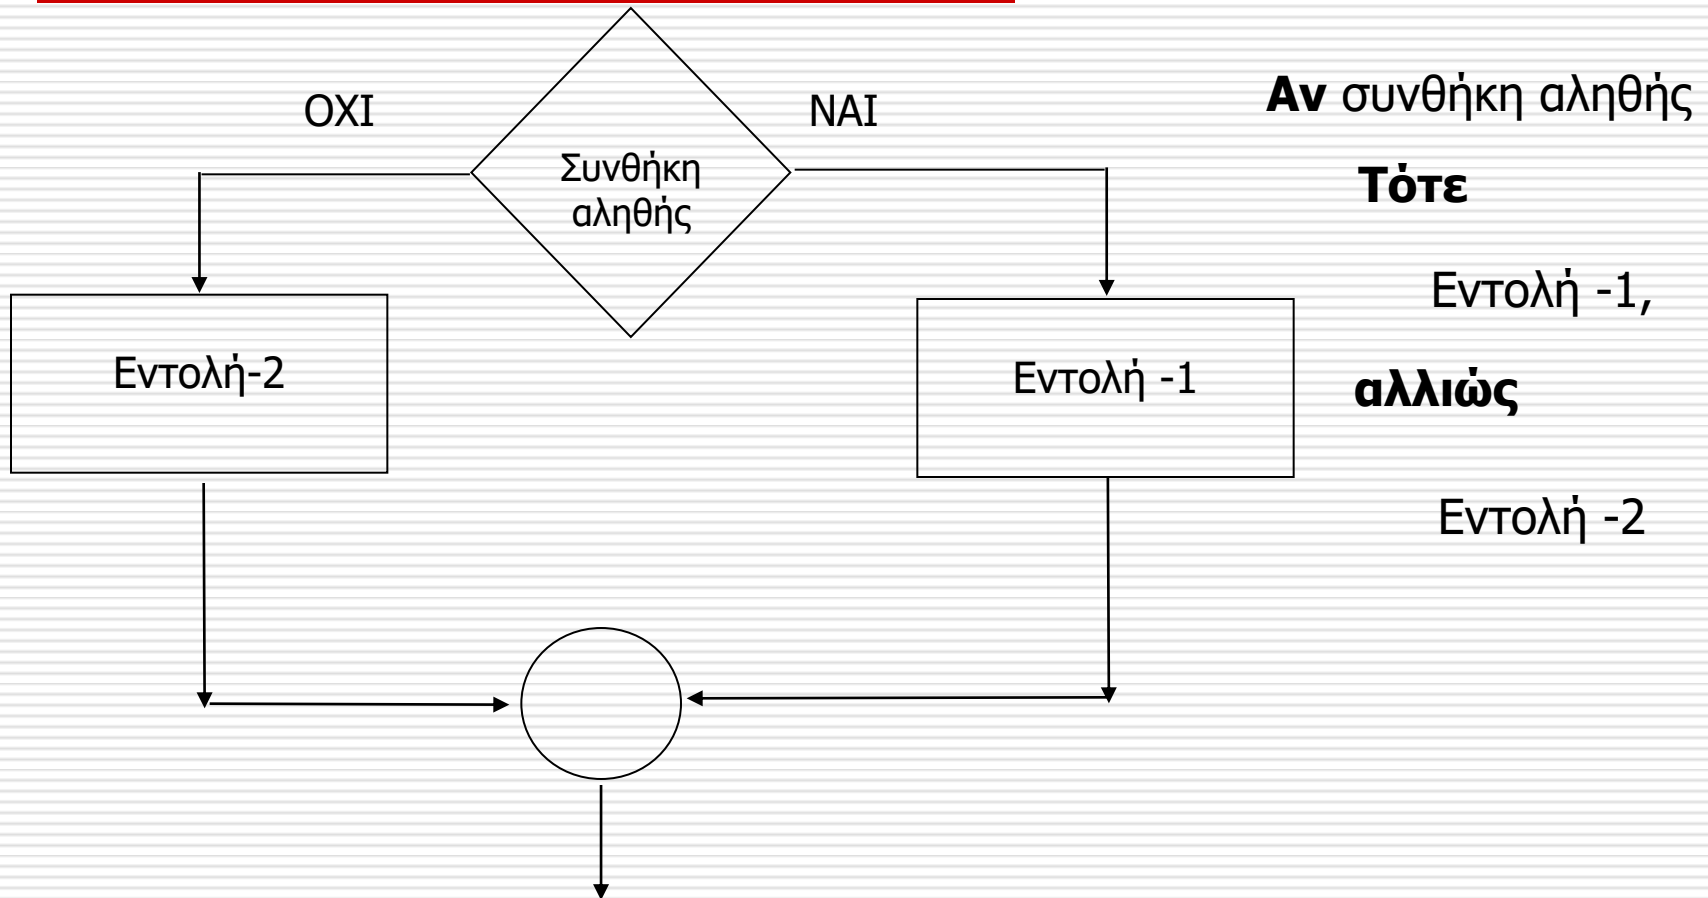 ΟΧΙ
ΝΑΙ
Συνθήκη
αληθής
Εντολή-2
Εντολή -1
Αν συνθήκη αληθής
Τότε
Εντολή -1,
αλλιώς
Εντολή -2